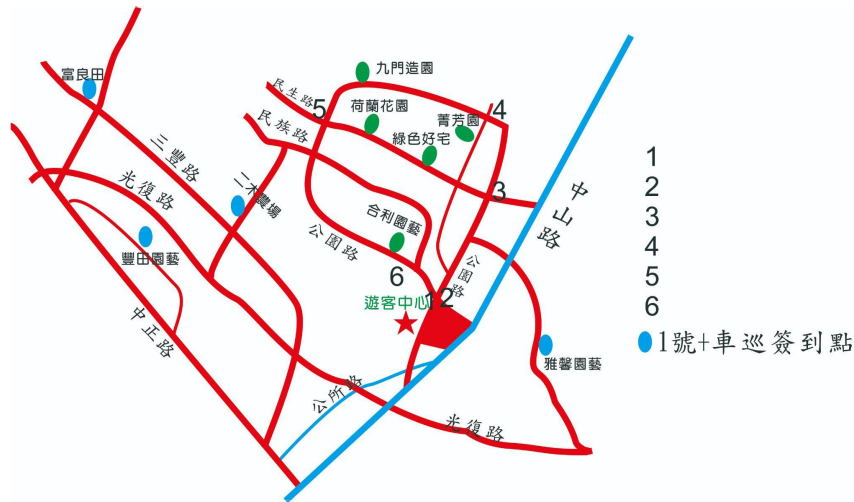 九門造園
富良田
民生路
5
荷蘭花園
4
菁芳園
民族路
綠色好宅
三豐路
1
光復路
二木農場
3
2
中山路
3
合利園藝
4
豐田園藝
公園路
公園路
5
6
6
遊客中心
12
中正路
1號+車巡簽到點
雅馨園藝
公所路
光復路